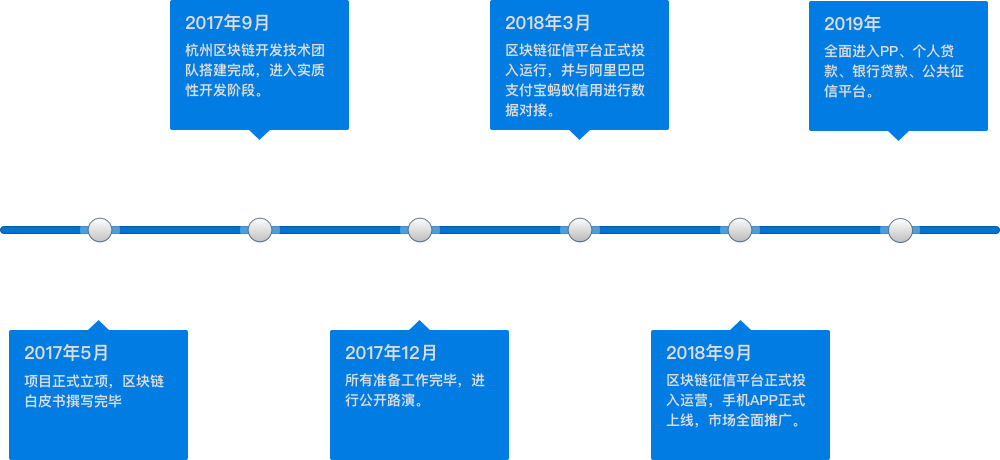 2017年9月
杭州区块链开发技术团
队搭建完成，进入实质
性开发阶段。
2018年3月
区块链征信平台正式投
入运行，并与阿里巴巴
支付宝蚂蚁信用进行数
据对接。
2019年
全面进入PP、个人贷
款、银行贷款、公共征
信平台。
2017年5月
项目正式立项，区块链
白皮书撰写完毕
2017年12月
所有准备工作完毕，进
行公开路演。
2018年9月
区块链征信平台正式投
入运营，手机APP正式
上线，市场全面推广。